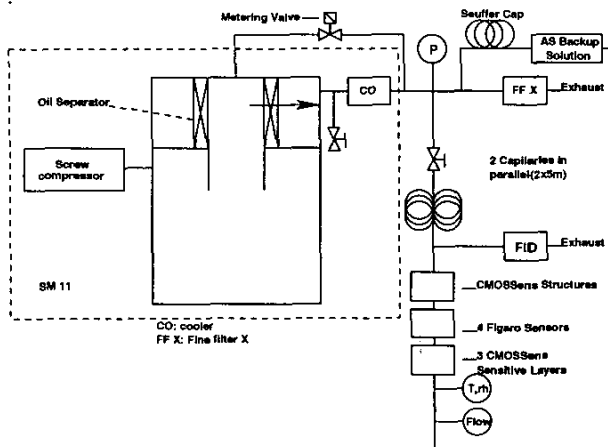 Metering Valve
Seuffer Cap
P
AS Backup
Solution
Oil Separator
CO
FF X
Exhaust
Screw
compressor
2 Capillaries in
parallel(2x5m)
FID
Exhaust
SM 11
CMOSSens Structures
4 Figaro Sensors
3 CMOSSens
Sensitive Layers
CO: cooler
FF X: Fine filter X
T,rh
Flow